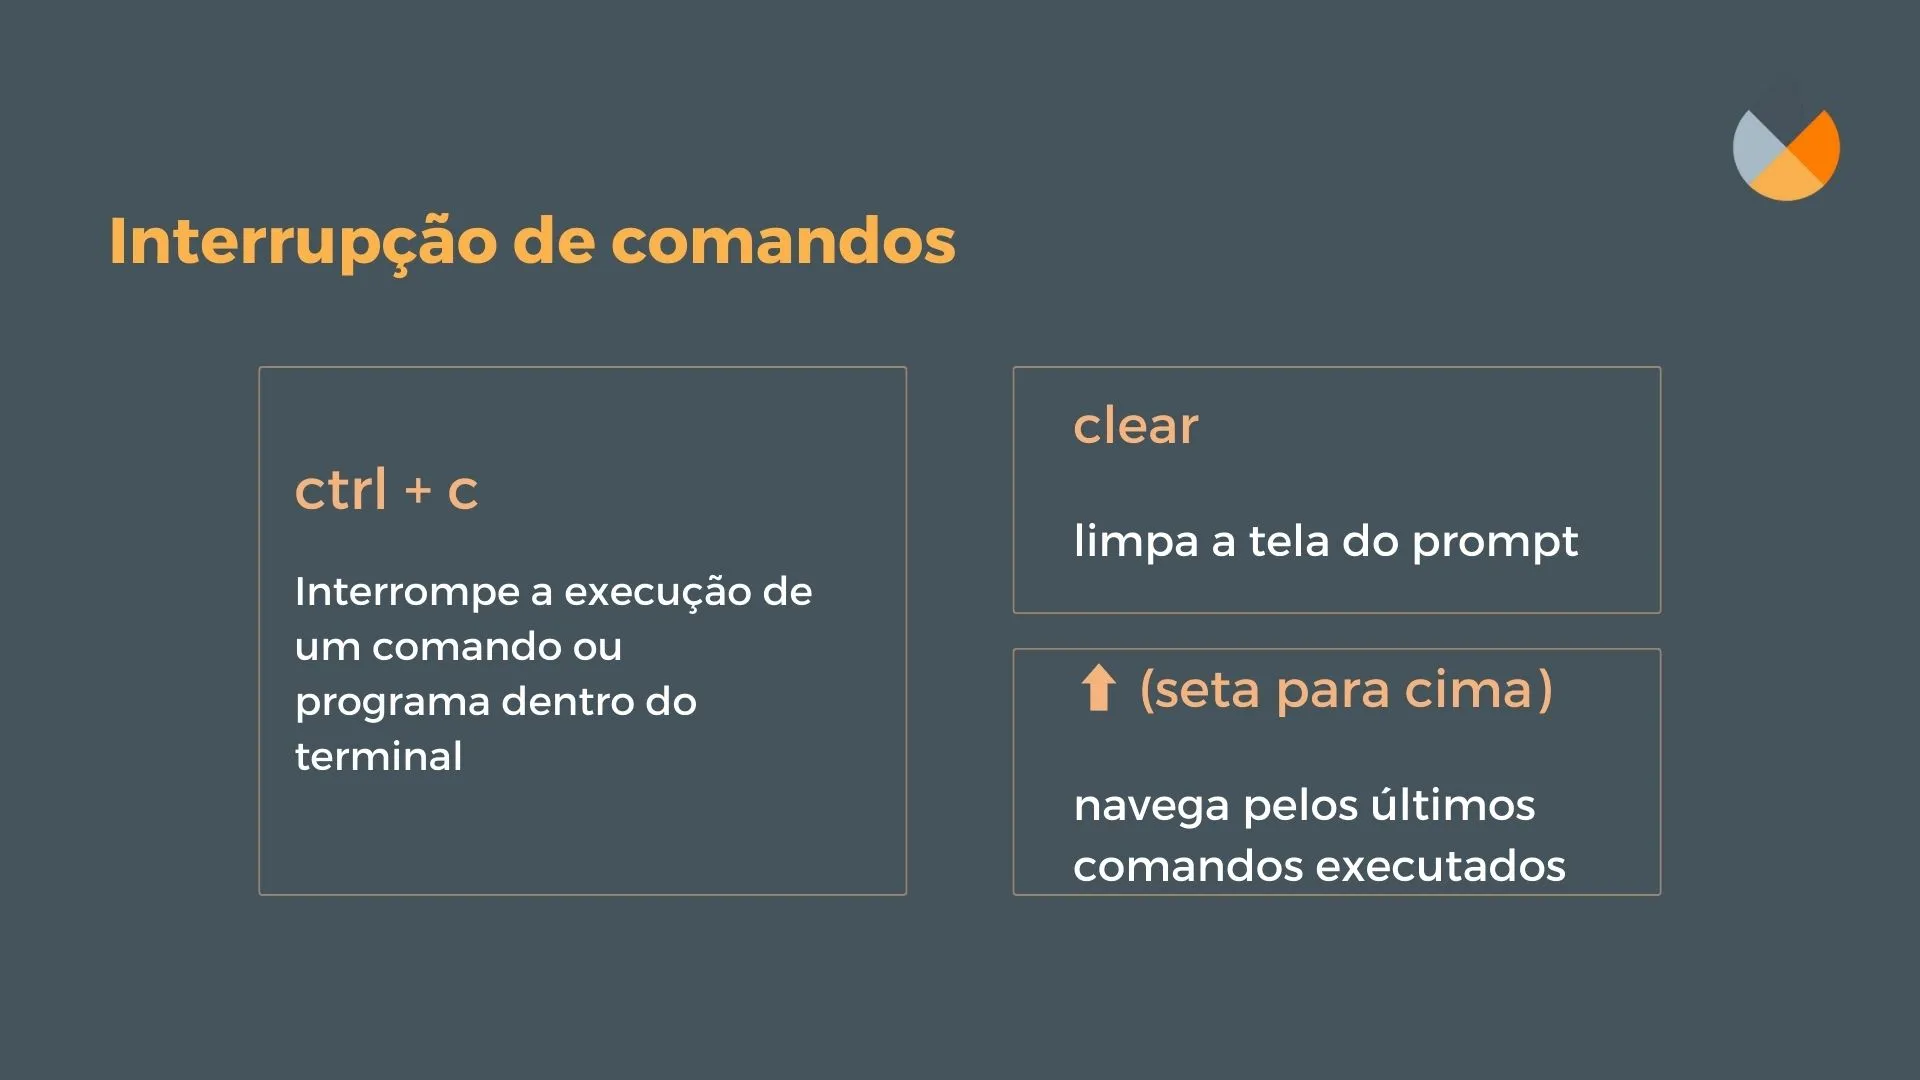 Interrupção de comandos
ctrl + c
Interrompe a execução de
um comando ou
programa dentro do
terminal
clear
limpa a tela do prompt
⬆ (seta para cima)
navega pelos últimos
comandos executados